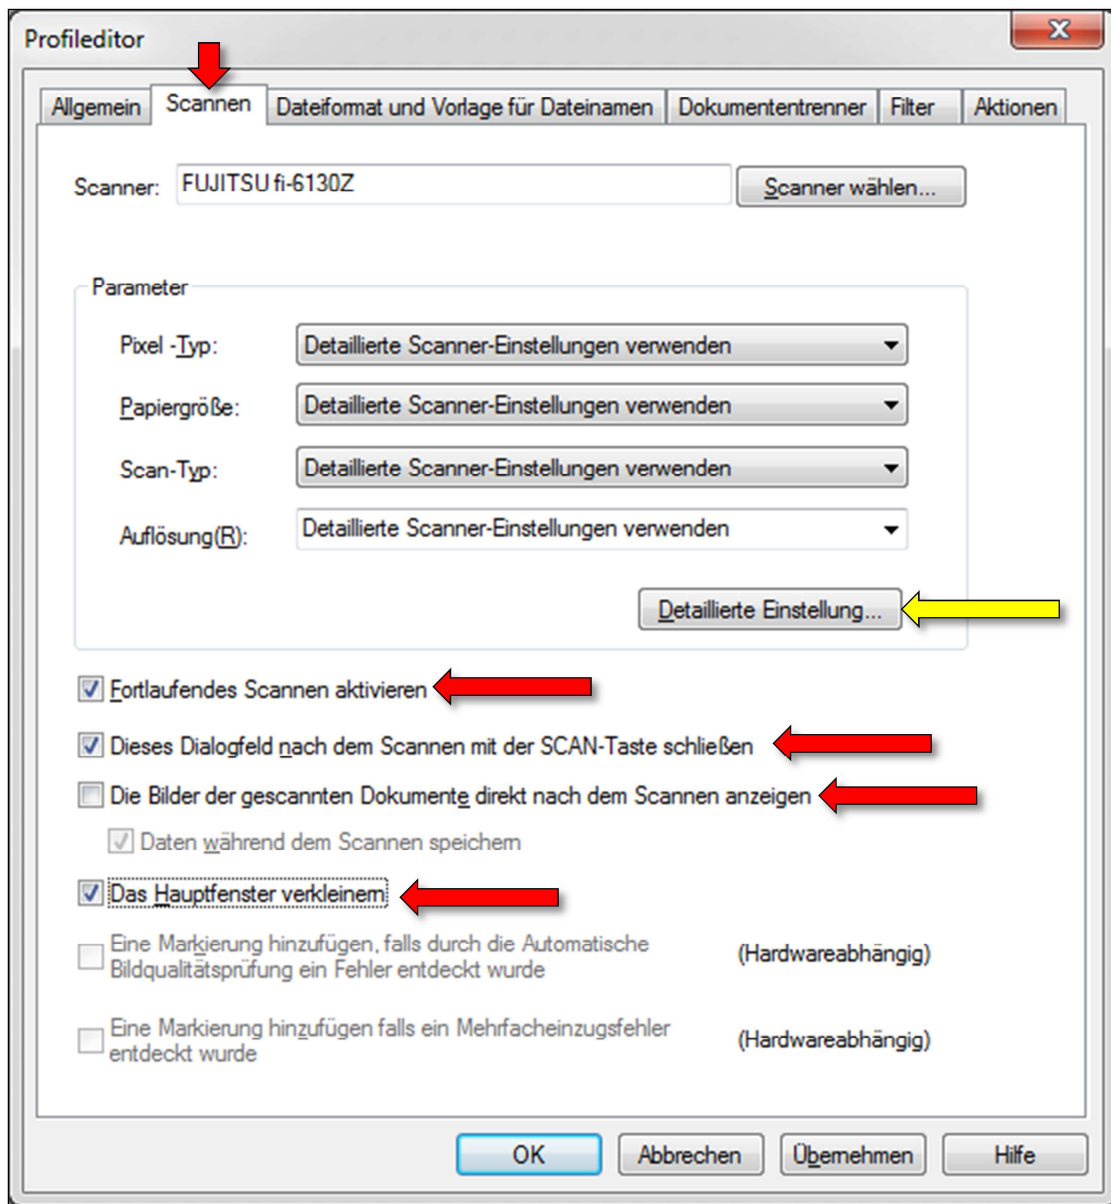 Profileditor
Allgemein Scannen Dateiformat und Vorlage für Dateinamen Dokumententrenner Filter Aktionen
Scanner: FUJITSU fi-6130Z Scanner wählen...
Parameter
Pixel -Typ: Detaillierte Scanner-Einstellungen verwenden
Papiergröße: Detaillierte Scanner-Einstellungen verwenden
Scan-Typ: Detaillierte Scanner-Einstellungen verwenden
Auflösung(R): Detaillierte Scanner-Einstellungen verwenden
Detaillierte Einstellung...
Fortlaufendes Scannen aktivieren
Dieses Dialogfeld nach dem Scannen mit der SCAN-Taste schließen
Die Bilder der gescannten Dokumente direkt nach dem Scannen anzeigen
Daten während dem Scannen speichern
Das Hauptfenster verkleinern
Eine Markierung hinzufügen, falls durch die Automatische
Bildqualitätsprüfung ein Fehler entdeckt wurde (Hardwareabhängig)
Eine Markierung hinzufügen falls ein Mehrfacheinzugsfehler
entdeckt wurde (Hardwareabhängig)
OK Abbrechen Übernehmen Hilfe